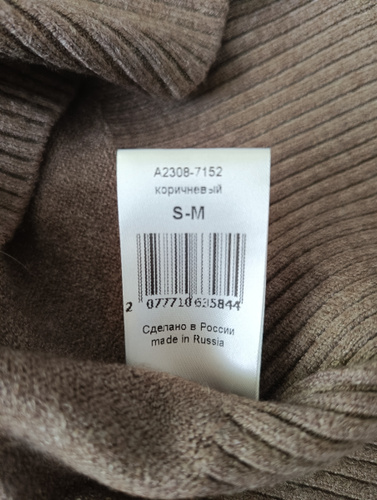 A2308-7152
коричневый
S-M
2 077710 635844
Сделано в России
made in Russia